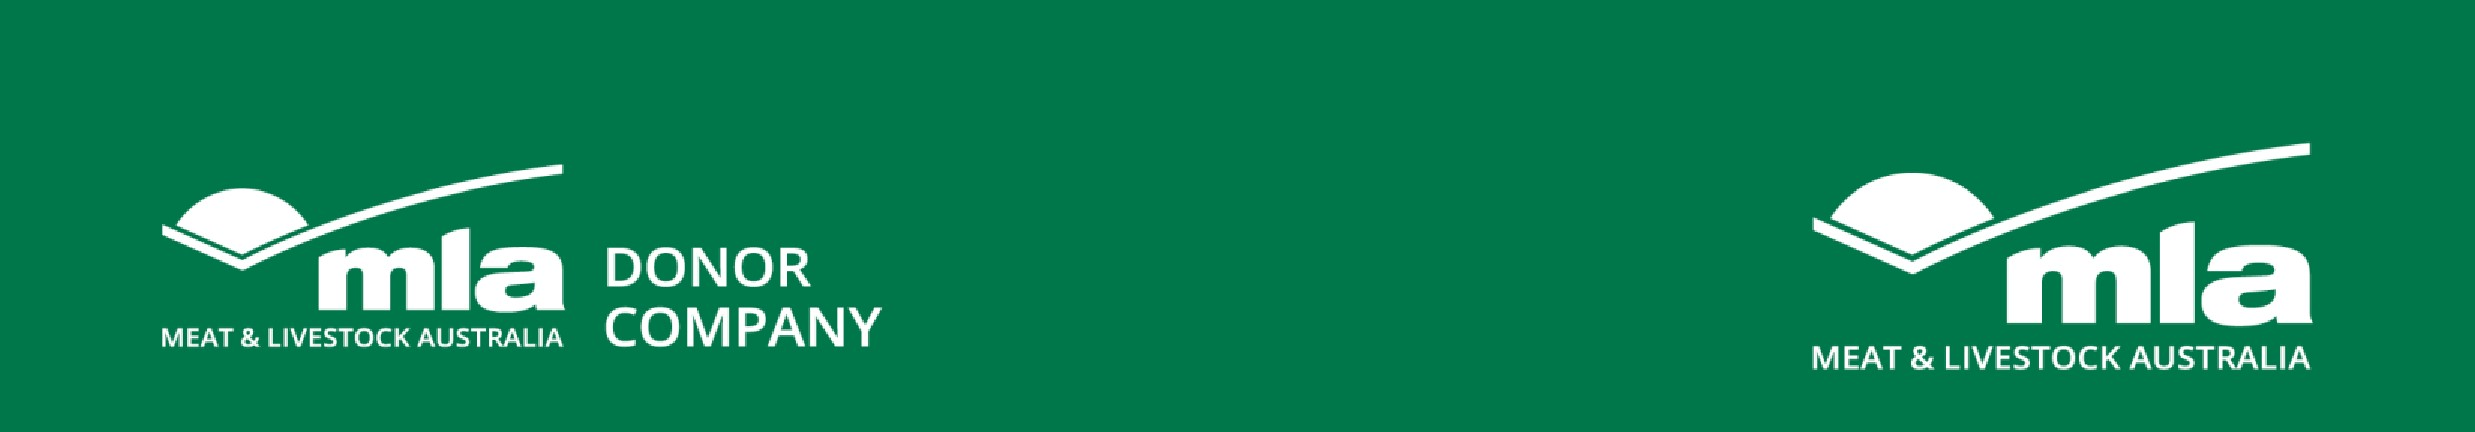 mla
MEAT & LIVESTOCK AUSTRALIA
DONOR
COMPANY
mla
MEAT & LIVESTOCK AUSTRALIA